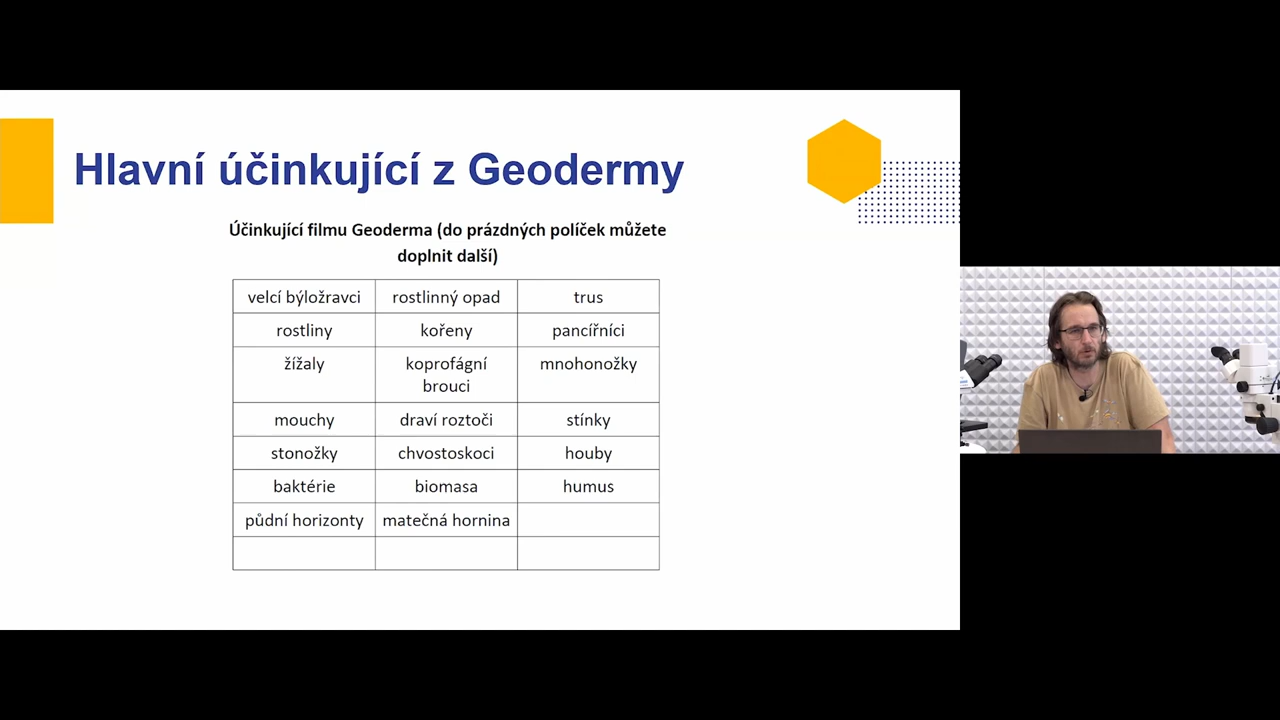 Hlavní účinkující z Geodermy
Účinkující filmu Geoderma (do prázdných políček můžete
doplnit další)
velcí býložravci rostlinný opad trus
rostliny kořeny pancířníci
žížaly koprofágní brouci mnohonožky
mouchy draví roztoči stínky
stonožky chvostoskoci houby
baktérie biomasa humus
půdní horizonty matečná hornina